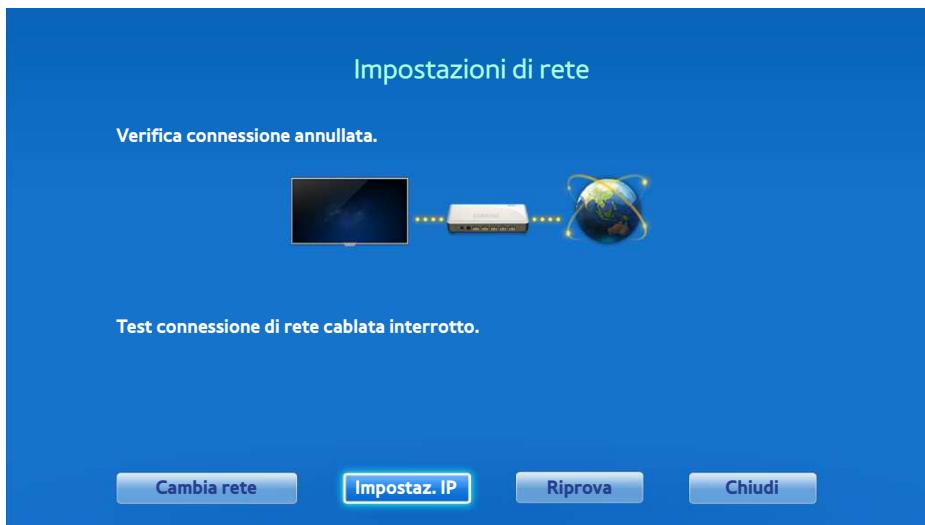 Impostazioni di rete
Verifica connessione annullata.
Test connessione di rete cablata interrotto.
Cambia rete
Impostaz. IP
Riprova
Chiudi